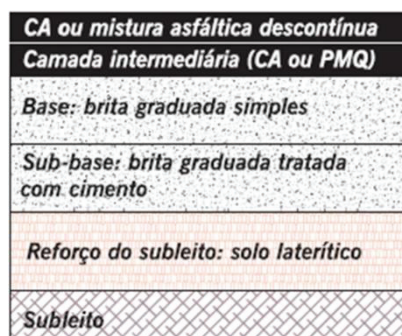 CA ou mistura asfáltica descontínua
Camada intermediária (CA ou PMQ)
Base: brita graduada simples
Sub-base: brita graduada tratada
com cimento
Reforço do subleito: solo laterítico
Subleito